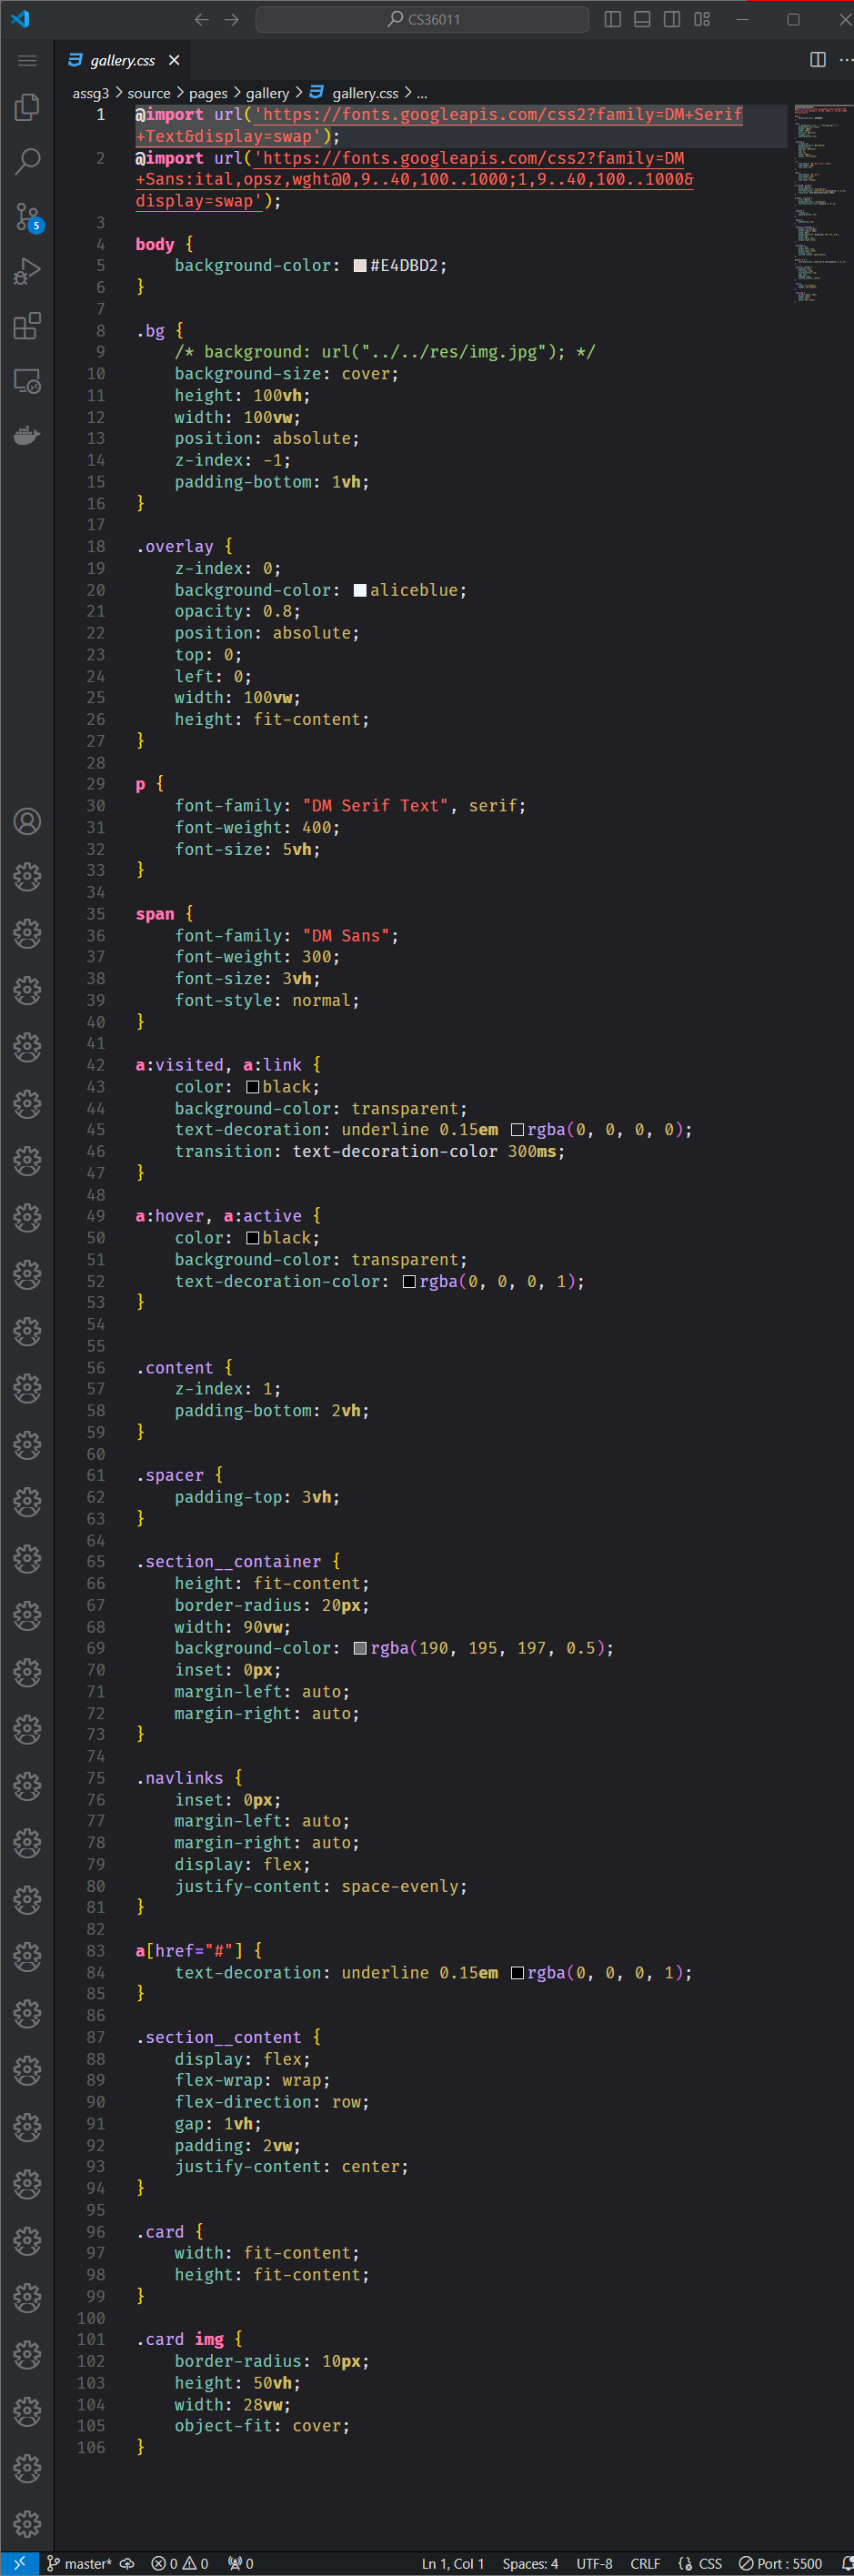 CS36011
gallery.css
assg3 > source > pages > gallery > gallery.css > ...
1 @import url('https://fonts.googleapis.com/css2?family=DM+Serif
+Text&display=swap');
2 @import url('https://fonts.googleapis.com/css2?family=DM
+Sans:ital,opsz,wght@0,9..40,100..1000;1,9..40,100..1000&
display=swap');
3
4 body {
5 background-color: #E4DBD2;
6 }
7
8 .bg {
9 /* background: url("../../res/img.jpg"); */
10 background-size: cover;
11 height: 100vh;
12 width: 100vw;
13 position: absolute;
14 z-index: -1;
15 padding-bottom: 1vh;
16 }
17
18 .overlay {
19 z-index: 0;
20 background-color: aliceblue;
21 opacity: 0.8;
22 position: absolute;
23 top: 0;
24 left: 0;
25 width: 100vw;
26 height: fit-content;
27 }
28
29 p {
30 font-family: "DM Serif Text", serif;
31 font-weight: 400;
32 font-size: 5vh;
33 }
34
35 span {
36 font-family: "DM Sans";
37 font-weight: 300;
38 font-size: 3vh;
39 font-style: normal;
40 }
41
42 a:visited, a:link {
43 color: black;
44 background-color: transparent;
45 text-decoration: underline 0.15em rgba(0, 0, 0, 0);
46 transition: text-decoration-color 300ms;
47 }
48
49 a:hover, a:active {
50 color: black;
51 background-color: transparent;
52 text-decoration-color: rgba(0, 0, 0, 1);
53 }
54
55
56 .content {
57 z-index: 1;
58 padding-bottom: 2vh;
59 }
60
61 .spacer {
62 padding-top: 3vh;
63 }
64
65 .section__container {
66 height: fit-content;
67 border-radius: 20px;
68 width: 90vw;
69 background-color: rgba(190, 195, 197, 0.5);
70 inset: 0px;
71 margin-left: auto;
72 margin-right: auto;
73 }
74
75 .navlinks {
76 inset: 0px;
77 margin-left: auto;
78 margin-right: auto;
79 display: flex;
80 justify-content: space-evenly;
81 }
82
83 a[href="#"] {
84 text-decoration: underline 0.15em rgba(0, 0, 0, 1);
85 }
86
87 .section__content {
88 display: flex;
89 flex-wrap: wrap;
90 flex-direction: row;
91 gap: 1vh;
92 padding: 2vw;
93 justify-content: center;
94 }
95
96 .card {
97 width: fit-content;
98 height: fit-content;
99 }
100
101 .card img {
102 border-radius: 10px;
103 height: 50vh;
104 width: 28vw;
105 object-fit: cover;
106 }
5
master* 0 0 0 Ln 1, Col 1 Spaces: 4 UTF-8 CRLF {} CSS Port : 5500